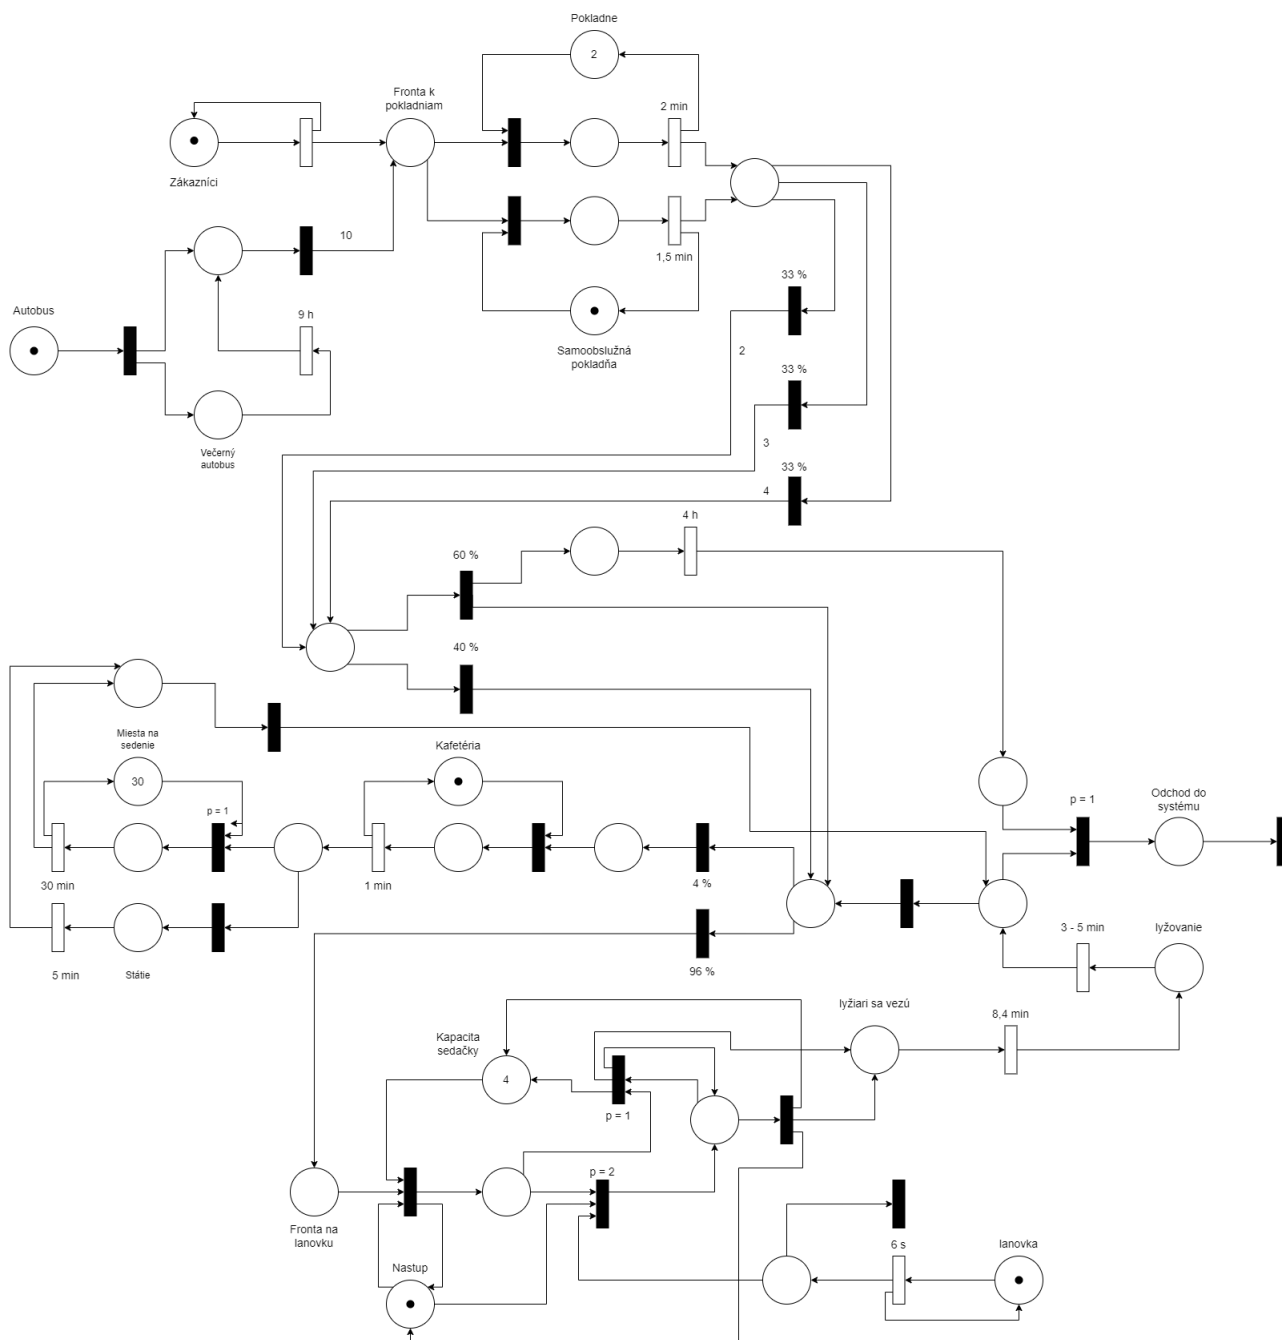 Pokladne
2
Fronta k
pokladniam
2 min
Zákazníci
10
1,5 min
33 %
Autobus
9 h
Samoobslužná
pokladňa
2
33 %
3
Večerný
autobus
33 %
4
4 h
60 %
40 %
Miesta na
sedenie
Kafetéria
30
p = 1
p = 1
Odchod do
systému
30 min
1 min
4 %
3 - 5 min
lyžovanie
5 min
Státie
96 %
lyžiari sa vezú
8,4 min
Kapacita
sedačky
4
p = 1
p = 2
Fronta na
lanovku
6 s
lanovka
Nastup